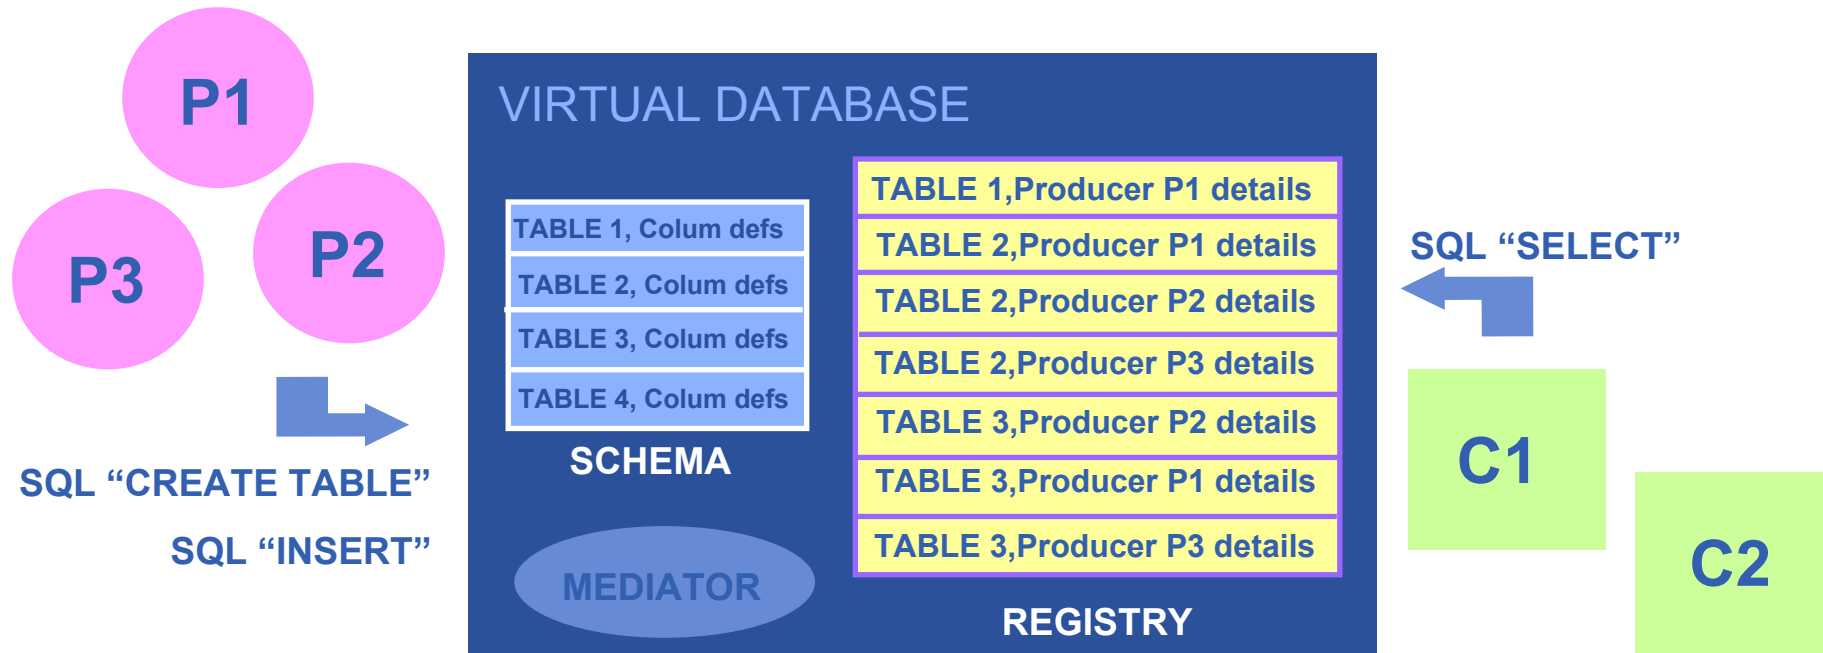 P1
P2
P3
SQL “CREATE TABLE”
SQL “INSERT”
VIRTUAL DATABASE
TABLE 1, Colum defs
TABLE 2, Colum defs
TABLE 3, Colum defs
TABLE 4, Colum defs
SCHEMA
MEDIATOR
TABLE 1,Producer P1 details
TABLE 2,Producer P1 details
TABLE 2,Producer P2 details
TABLE 2,Producer P3 details
TABLE 3,Producer P2 details
TABLE 3,Producer P1 details
TABLE 3,Producer P3 details
REGISTRY
SQL “SELECT”
C1
C2